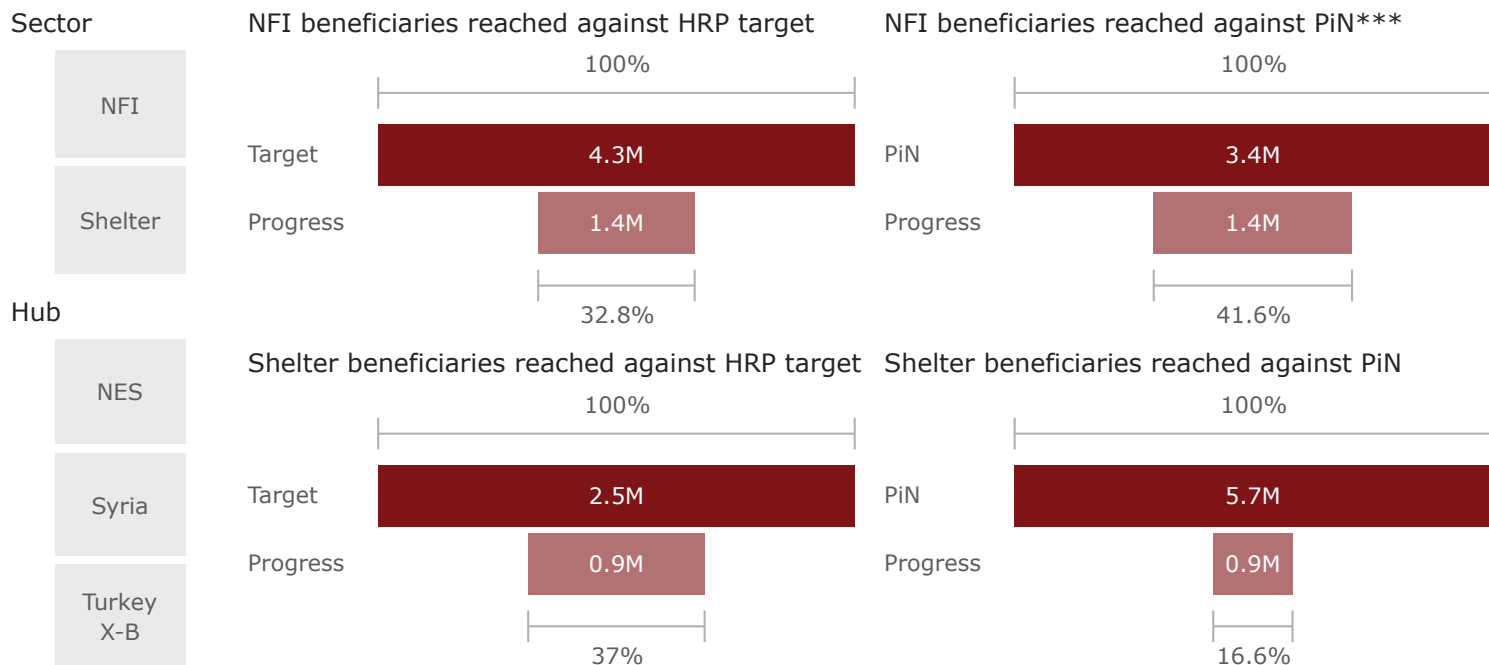 Sector
NFI
Shelter
Hub
NES
Syria
Turkey
X-B
NFI beneficiaries reached against HRP target
100%
Target
4.3M
Progress
1.4M
32.8%
NFI beneficiaries reached against PiN***
100%
PiN
3.4M
Progress
1.4M
41.6%
Shelter beneficiaries reached against HRP target
100%
Target
2.5M
Progress
0.9M
37%
Shelter beneficiaries reached against PiN
100%
PiN
5.7M
Progress
0.9M
16.6%